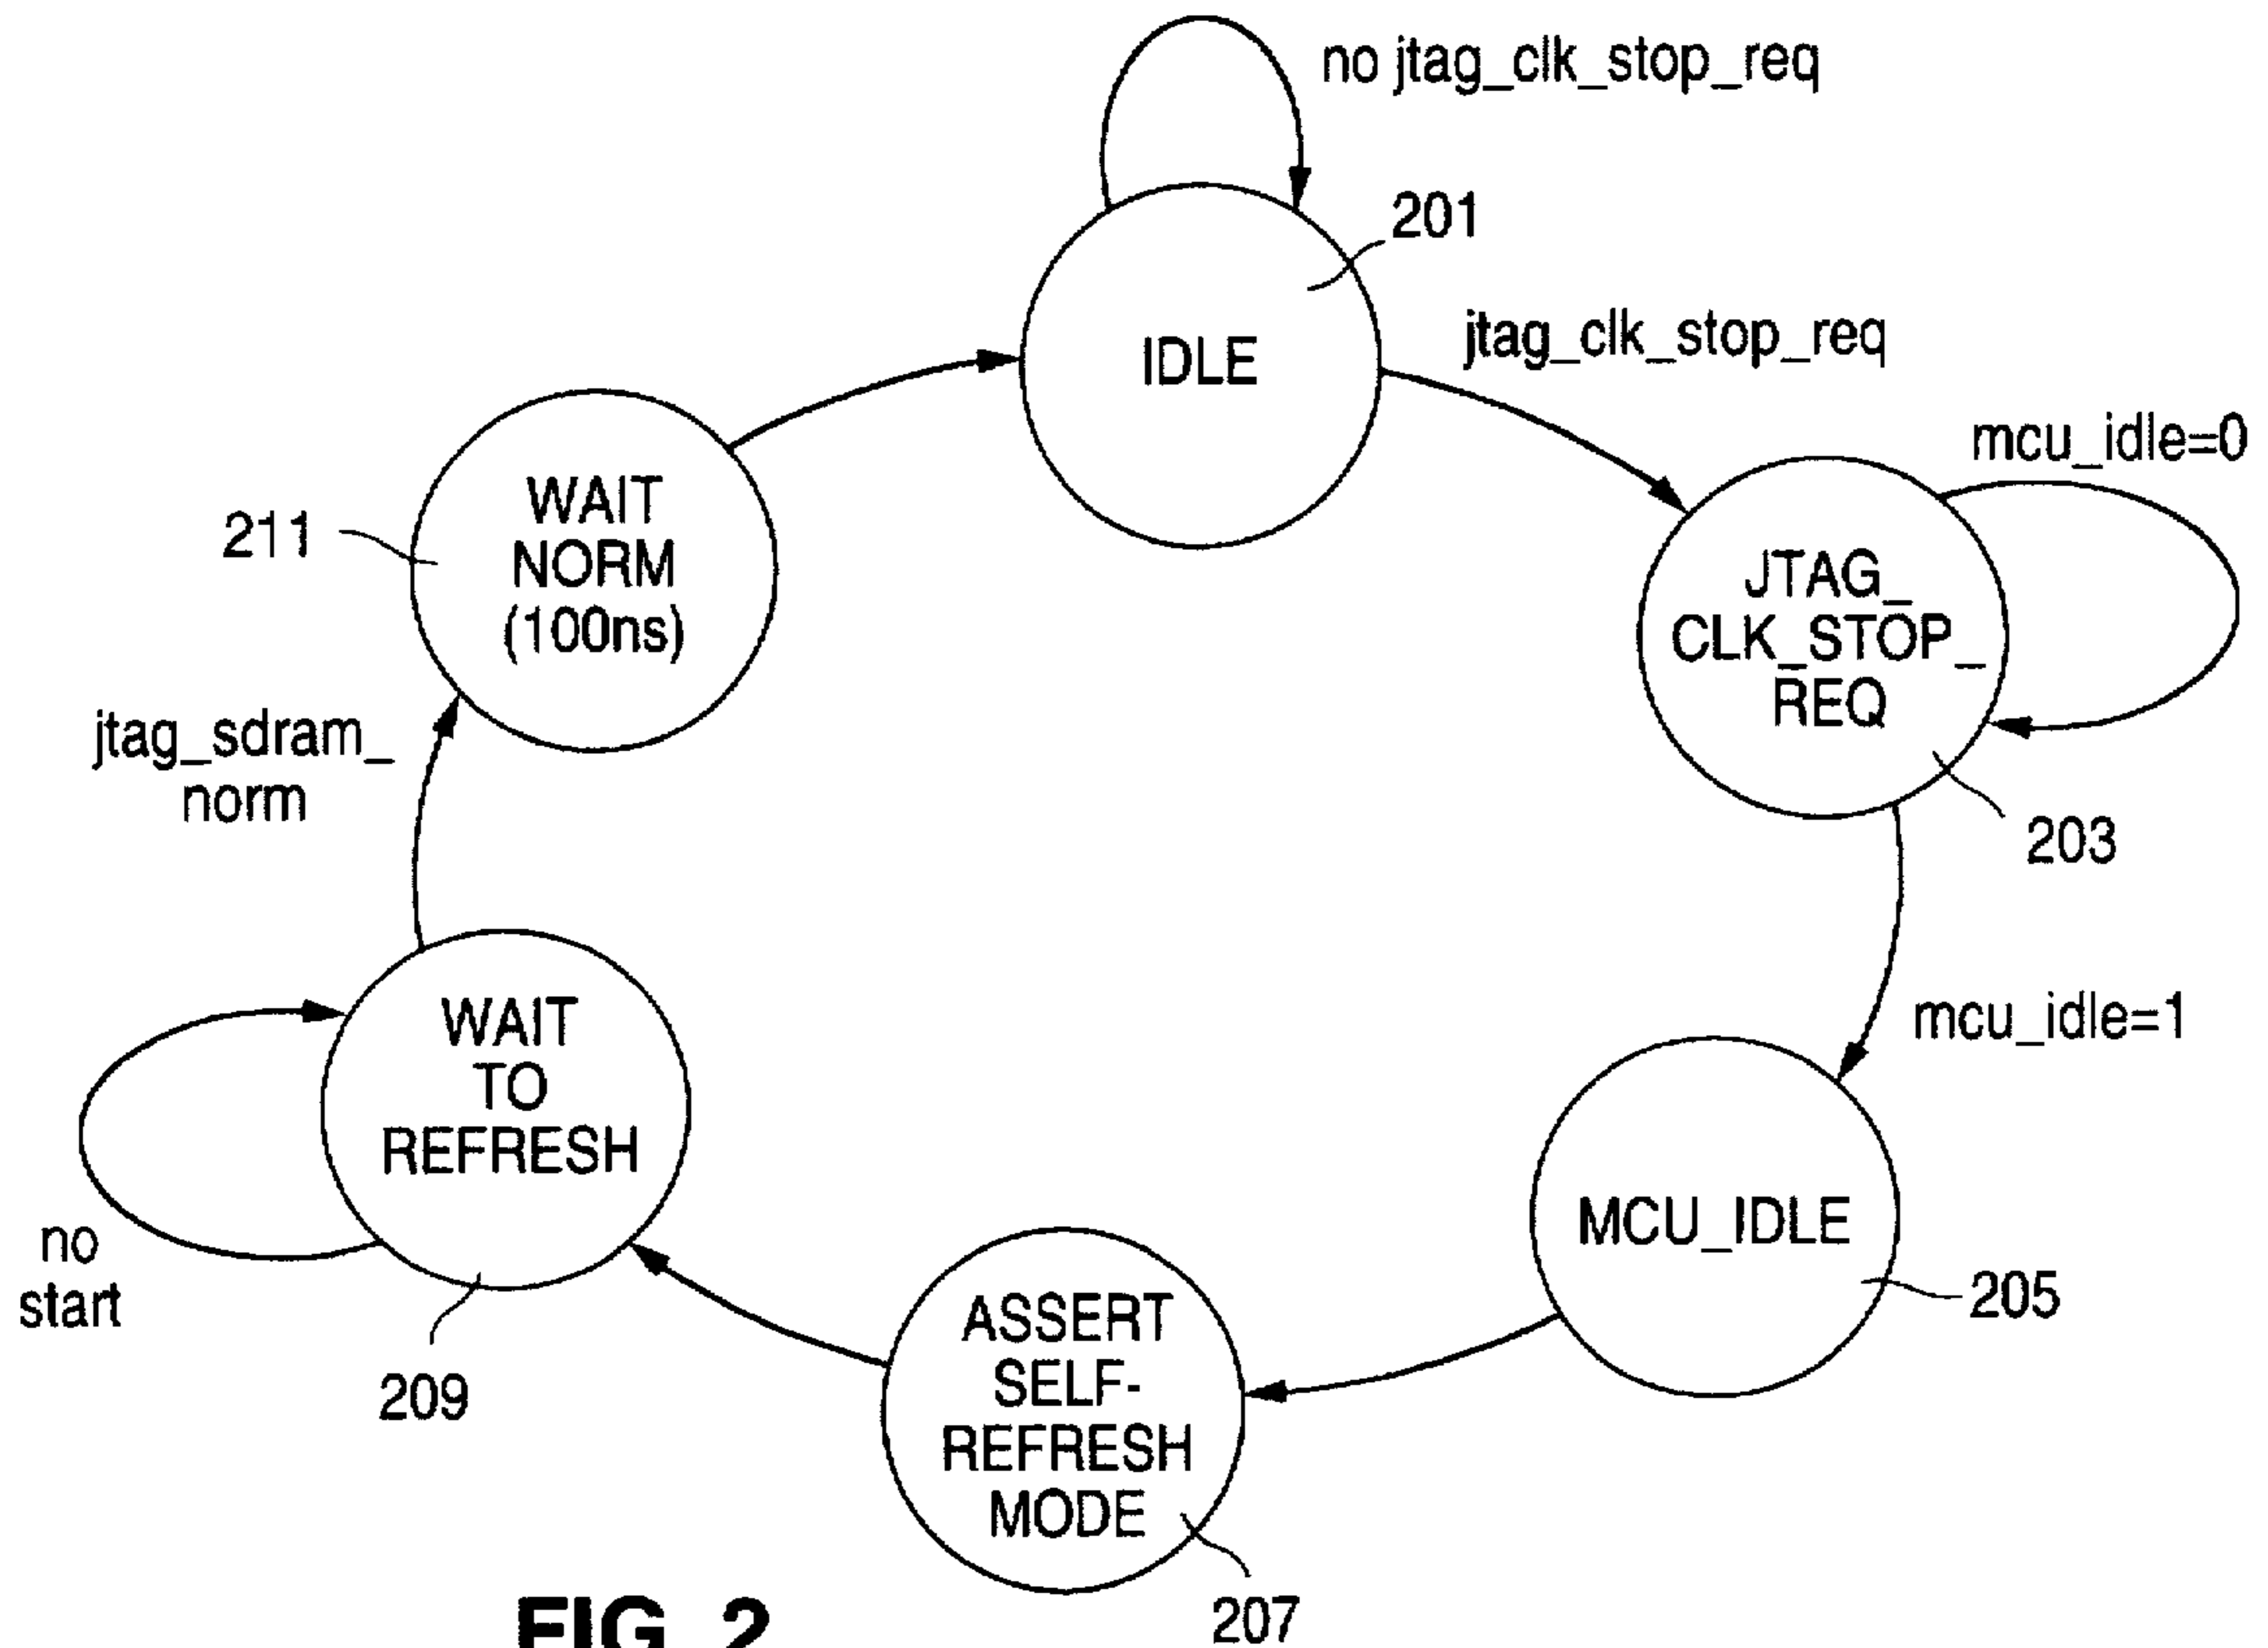 no jtag_clk_stop_req
201
IDLE
jtag_clk_stop_req
mcu_idle=0
JTAG_
CLK_STOP_
REQ
203
mcu_idle=1
MCU_IDLE
205
ASSERT
SELF-
REFRESH
MODE
207
WAIT
TO
REFRESH
no
start
209
jtag_sdram_
norm
WAIT
NORM
(100ns)
211
FIG. 2